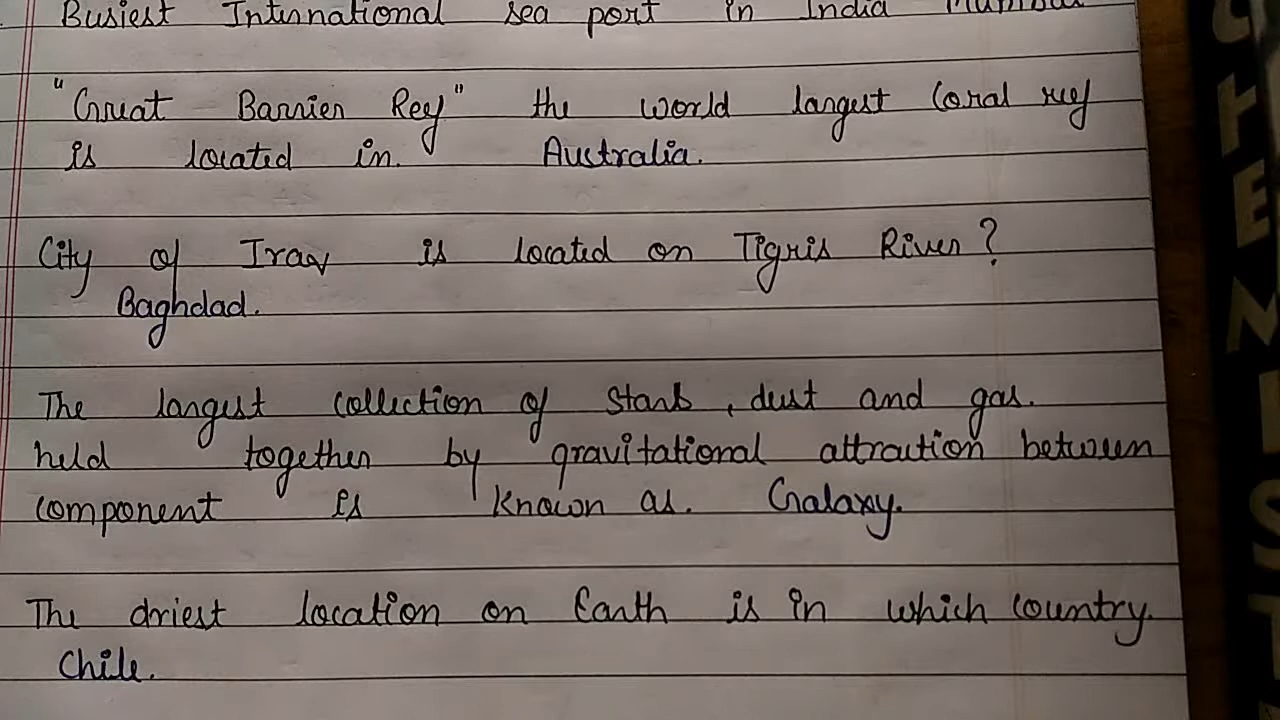 Busiest International sea port in India Mumbai
"Great Barrier Reef" the world largest Coral reef
is located in. Australia.
City of Iraq is located on Tigris River?
Baghdad.
The largest collection of stars, dust and gas.
held together by gravitational attraction between
component is known as. Galaxy.
The driest location on Earth is in which country.
Chile.